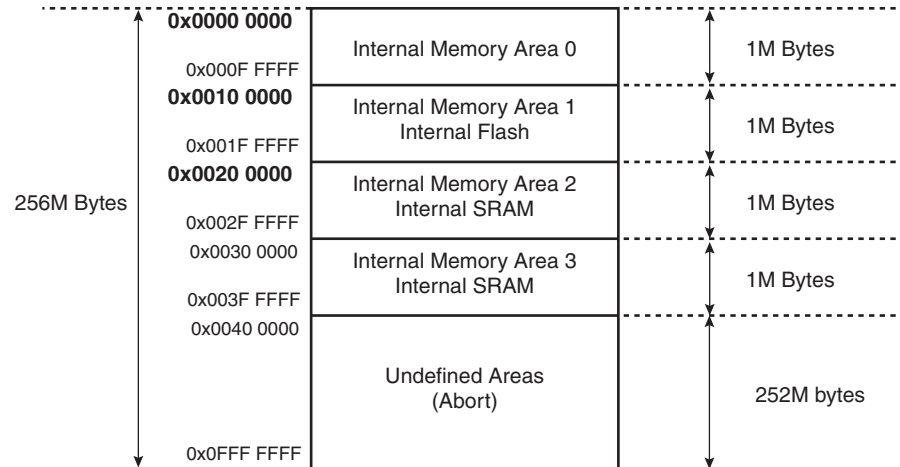 0x0000 0000
Internal Memory Area 0
1M Bytes
0x000F FFFF
0x0010 0000
Internal Memory Area 1
Internal Flash
1M Bytes
0x001F FFFF
0x0020 0000
Internal Memory Area 2
Internal SRAM
256M Bytes
1M Bytes
0x002F FFFF
0x0030 0000
Internal Memory Area 3
Internal SRAM
1M Bytes
0x003F FFFF
0x0040 0000
Undefined Areas
(Abort)
252M bytes
0x0FFF FFFF